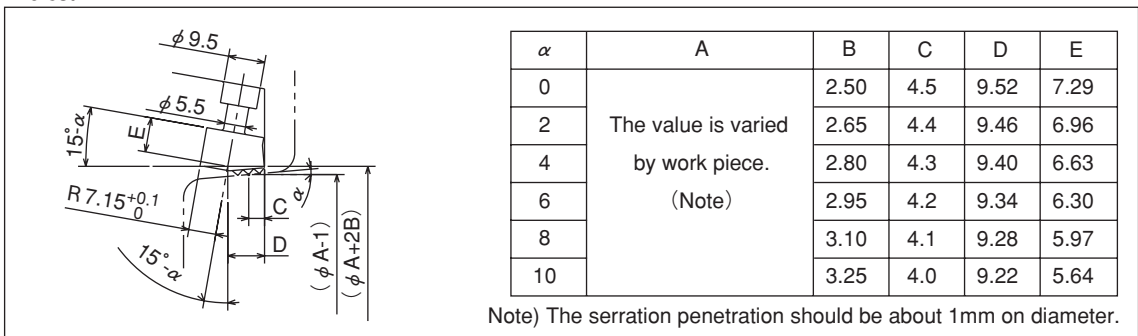 φ9.5
φ5.5
15°-α
E
R7.15+0.1 0
15°-α
C
D
α
(φA-1)
(φA+2B)
α A B C D E
0 2.50 4.5 9.52 7.29
2 The value is varied 2.65 4.4 9.46 6.96
4 by work piece. 2.80 4.3 9.40 6.63
6 (Note) 2.95 4.2 9.34 6.30
8 3.10 4.1 9.28 5.97
10 3.25 4.0 9.22 5.64
Note) The serration penetration should be about 1mm on diameter.